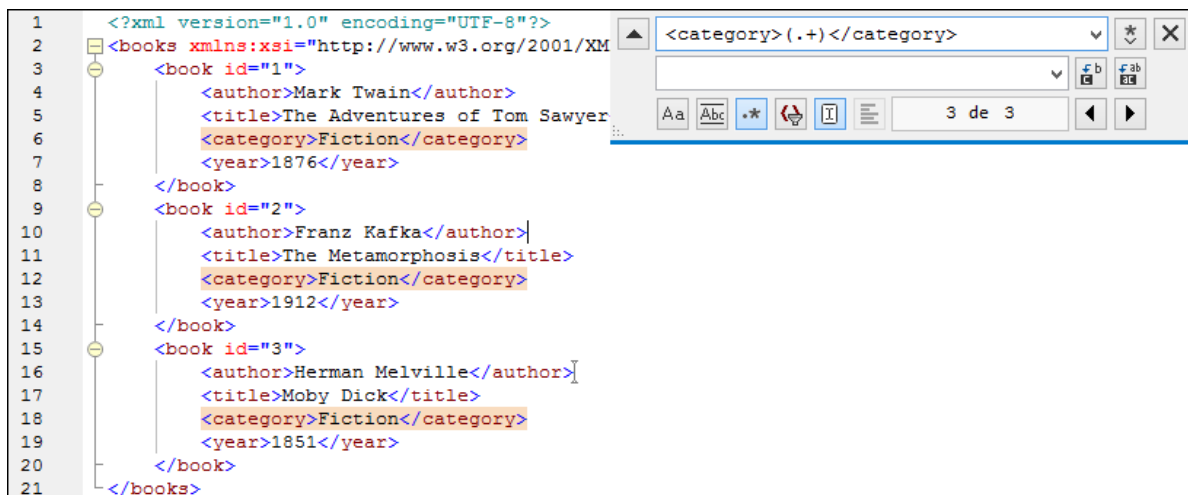 1 <?xml version="1.0" encoding="UTF-8"?>
2 <books xmlns:xsi="http://www.w3.org/2001/XM
3 <book id="1">
4 <author>Mark Twain</author>
5 <title>The Adventures of Tom Sawyer
6 <category>Fiction</category>
7 <year>1876</year>
8 </book>
9 <book id="2">
10 <author>Franz Kafka</author>
11 <title>The Metamorphosis</title>
12 <category>Fiction</category>
13 <year>1912</year>
14 </book>
15 <book id="3">
16 <author>Herman Melville</author>
17 <title>Moby Dick</title>
18 <category>Fiction</category>
19 <year>1851</year>
20 </book>
21 </books>
<category>(.+)</category>
Aa Abc .* 3 de 3